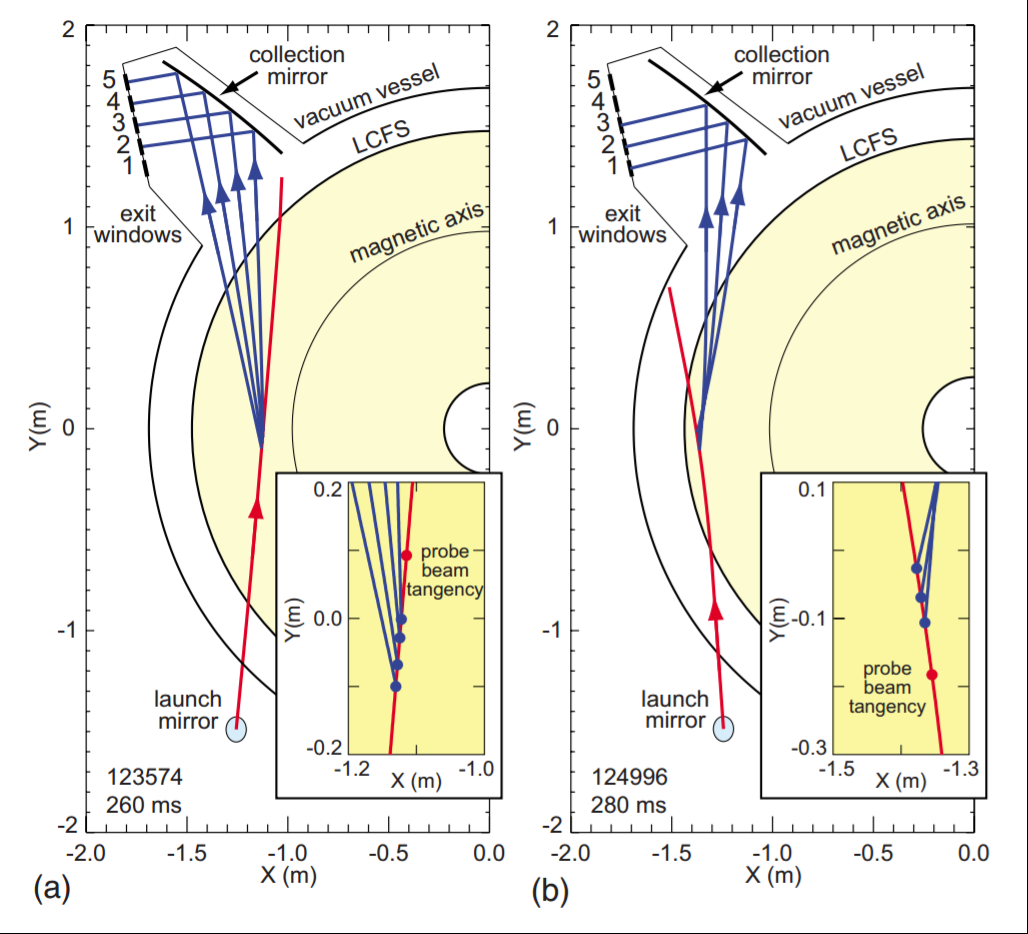 2
1
0
-1
-2
Y(m)
-2.0
-1.5
-1.0
-0.5
0.0
X (m)
(a)
5
4
3
2
1
exit
windows
collection
mirror
vacuum vessel
LCFS
magnetic axis
launch
mirror
123574
260 ms
0.2
0.0
-0.2
Y(m)
-1.2
-1.0
X (m)
probe
beam
tangency
2
1
0
-1
-2
Y(m)
-2.0
-1.5
-1.0
-0.5
0.0
X (m)
(b)
5
4
3
2
1
exit
windows
collection
mirror
vacuum vessel
LCFS
magnetic axis
launch
mirror
124996
280 ms
0.1
-0.1
-0.3
Y(m)
-1.5
-1.3
X (m)
probe
beam
tangency